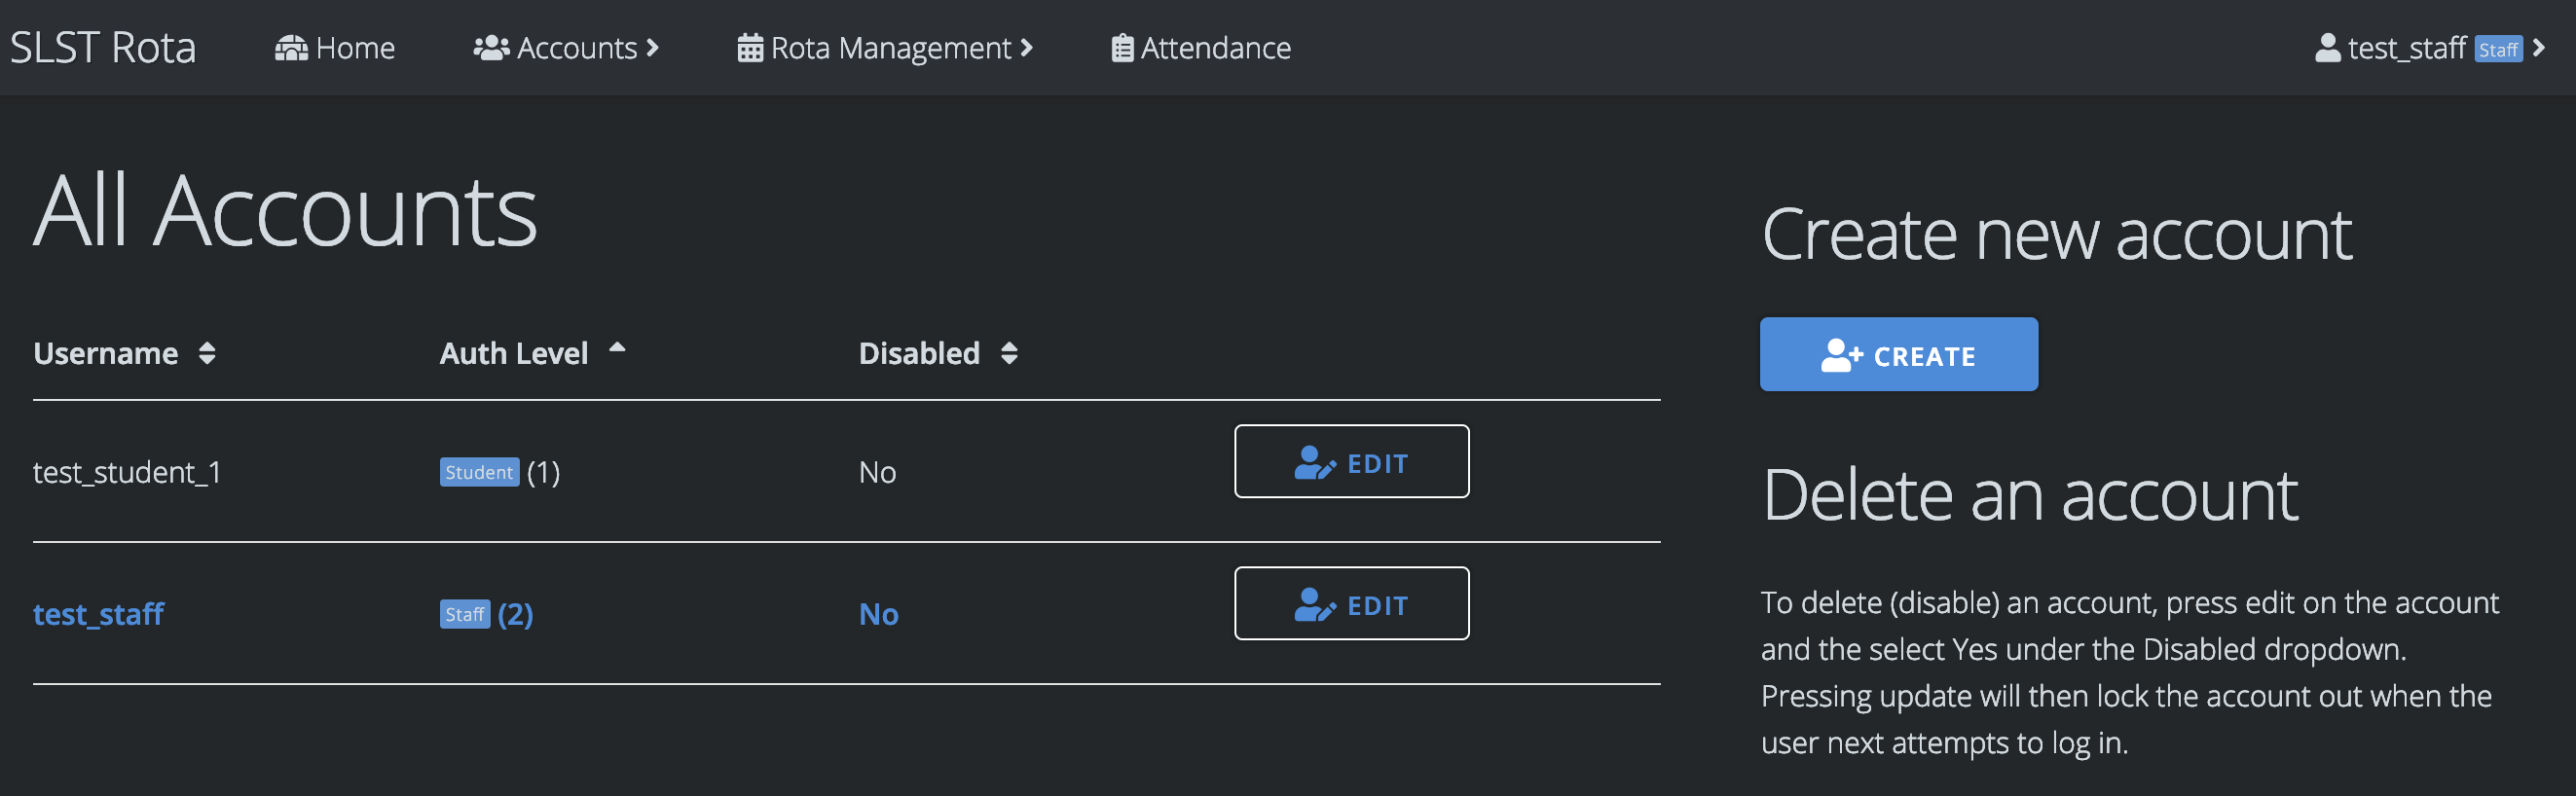 SLST Rota Home Accounts Rota Management Attendance test_staff Staff
All Accounts
Username Auth Level Disabled
test_student_1 Student (1) No EDIT
test_staff Staff (2) No EDIT
Create new account
CREATE
Delete an account
To delete (disable) an account, press edit on the account
and the select Yes under the Disabled dropdown.
Pressing update will then lock the account out when the
user next attempts to log in.